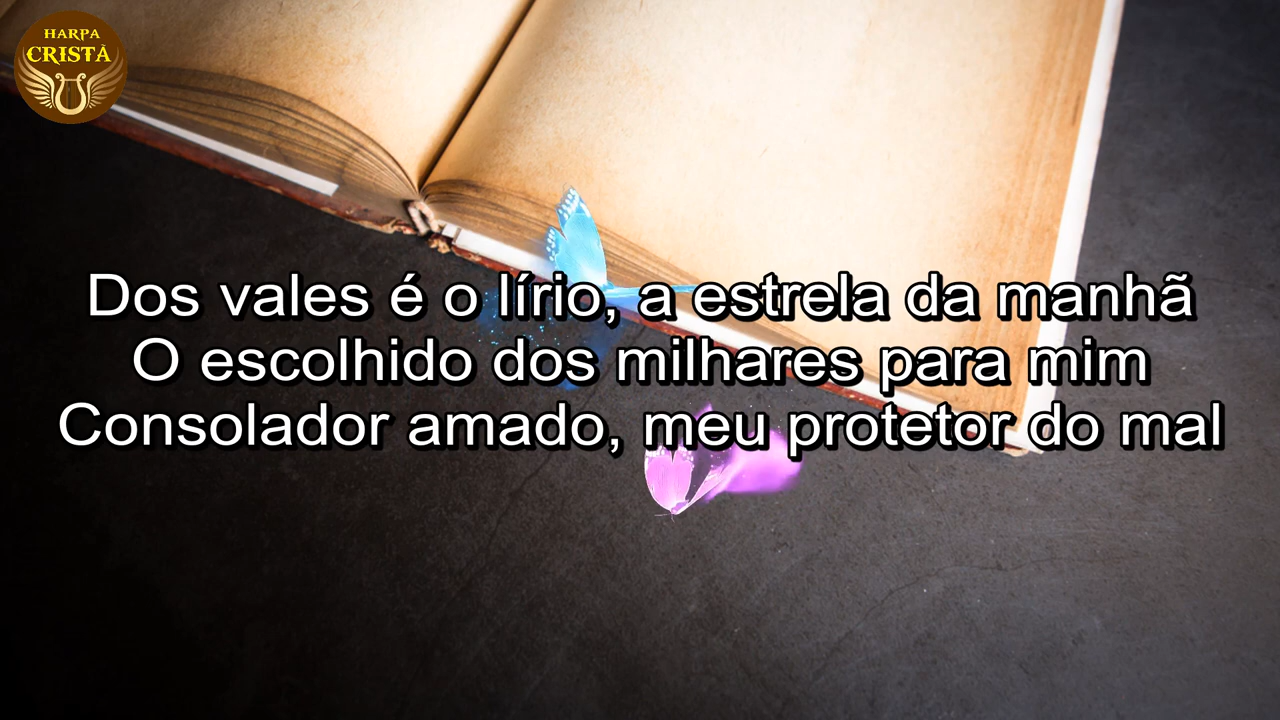 HARPA
CRISTÃ
Dos vales é o lírio, a estrela da manhã
O escolhido dos milhares para mim
Consolador amado, meu protetor do mal